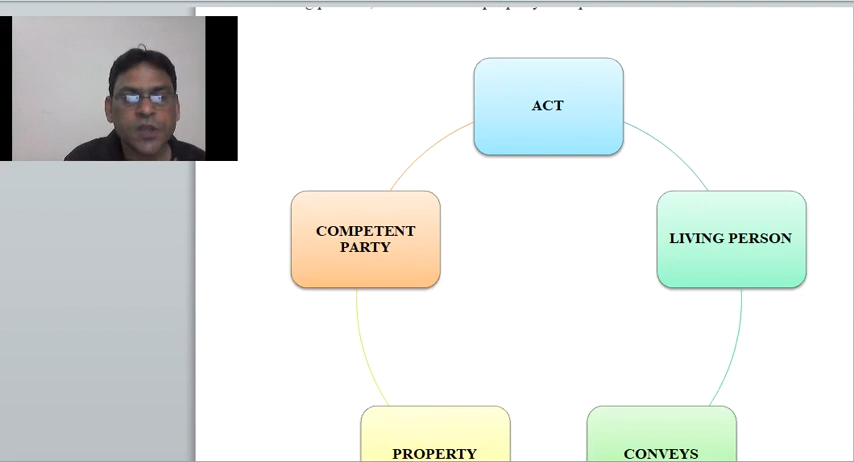 ACT
COMPETENT
PARTY
LIVING PERSON
PROPERTY
CONVEYS